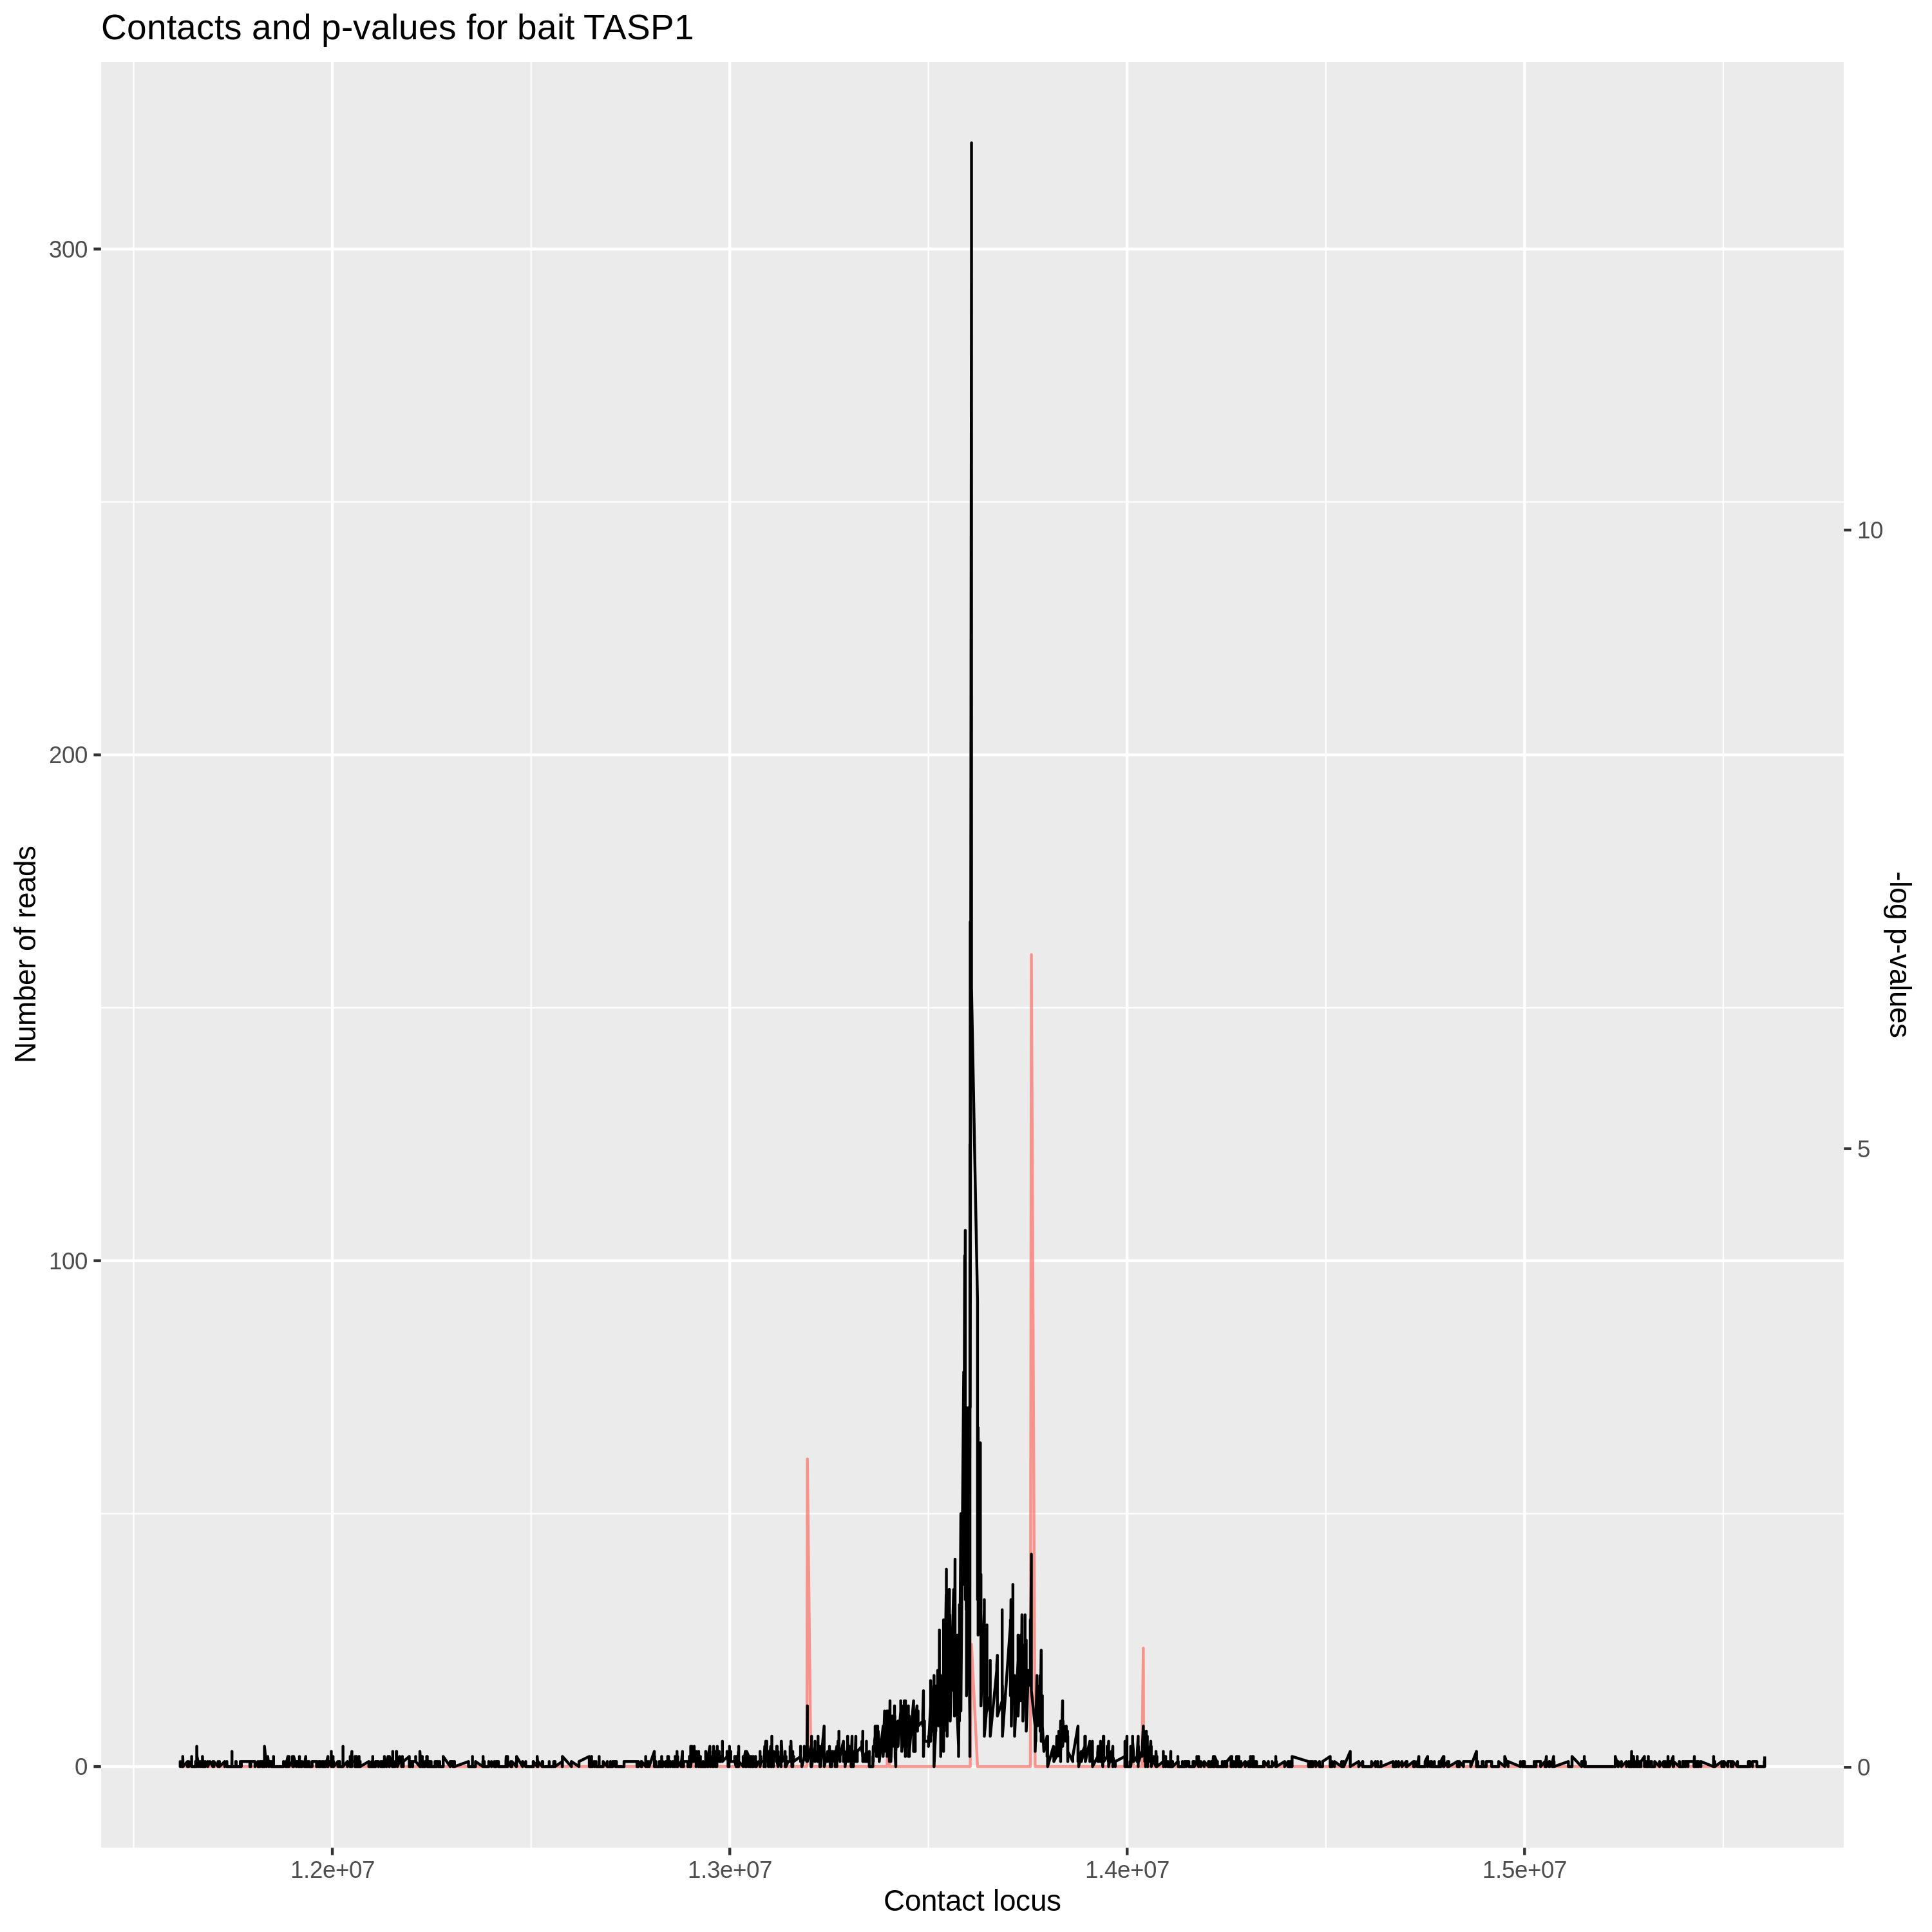 Contacts and p-values for bait TASP1
300
200
100
0
Number of reads
10
5
0
-log p-values
1.2e+07
1.3e+07
1.4e+07
1.5e+07
Contact locus